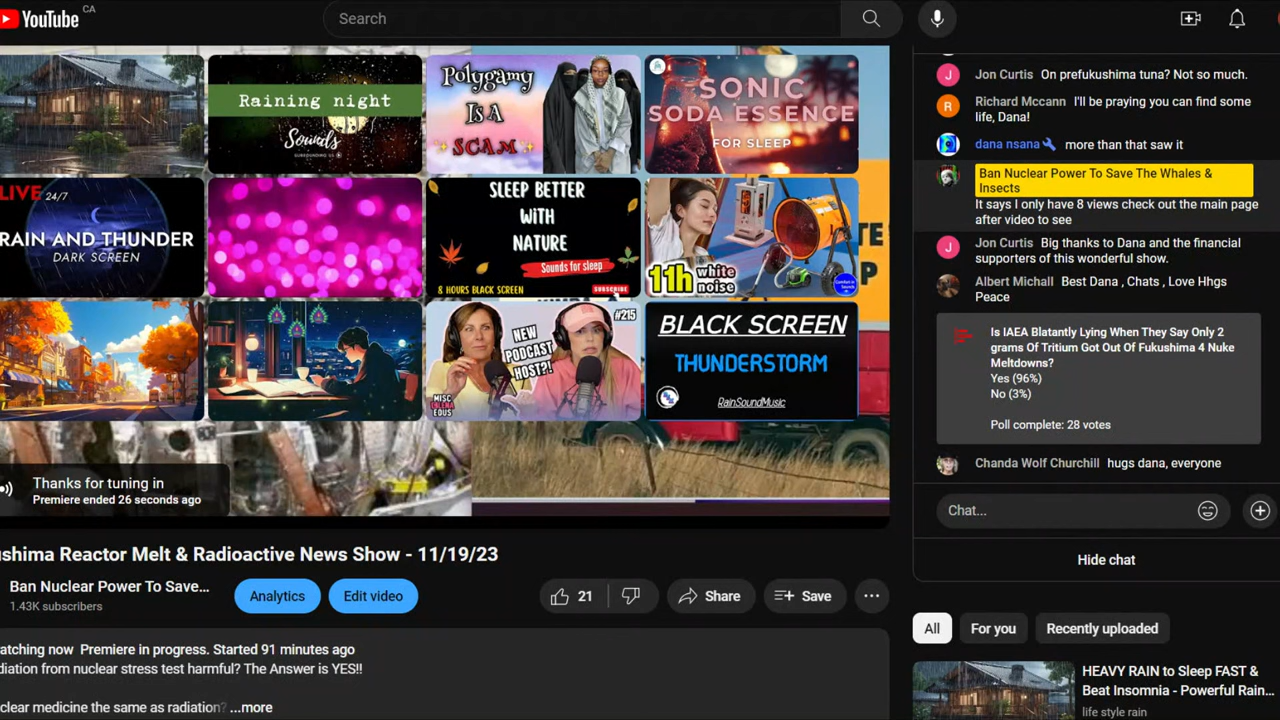 YouTube CA
Search
Raining night
Sounds
SURROUNDING US
Polygamy
Is A
SCAM
SONIC
SODA ESSENCE
FOR SLEEP
LIVE 24/7
RAIN AND THUNDER
DARK SCREEN
SLEEP BETTER
WiTH
NATURE
Sounds for sleep
8 HOURS BLACK SCREEN
SUBSCRIBE
11h white
noise
NEW
PODCAST
HOST?!
#215
BLACK SCREEN
THUNDERSTORM
RainSoundMusic
Thanks for tuning in
Premiere ended 26 seconds ago
ushima Reactor Melt & Radioactive News Show - 11/19/23
Ban Nuclear Power To Save...
1.43K subscribers
Analytics
Edit video
21
Share
Save
atching now Premiere in progress. Started 91 minutes ago
diation from nuclear stress test harmful? The Answer is YES!!
clear medicine the same as radiation? ...more
J Jon Curtis On prefukushima tuna? Not so much.
R Richard Mccann I'll be praying you can find some
life, Dana!
dana nsana more than that saw it
Ban Nuclear Power To Save The Whales &
Insects
It says I only have 8 views check out the main page
after video to see
J Jon Curtis Big thanks to Dana and the financial
supporters of this wonderful show.
Albert Michall Best Dana , Chats , Love Hhgs
Peace
Is IAEA Blatantly Lying When They Say Only 2
grams Of Tritium Got Out Of Fukushima 4 Nuke
Meltdowns?
Yes (96%)
No (3%)
Poll complete: 28 votes
Chanda Wolf Churchill hugs dana, everyone
Chat...
Hide chat
All
For you
Recently uploaded
HEAVY RAIN to Sleep FAST &
Beat Insomnia - Powerful Rain...
life style rain